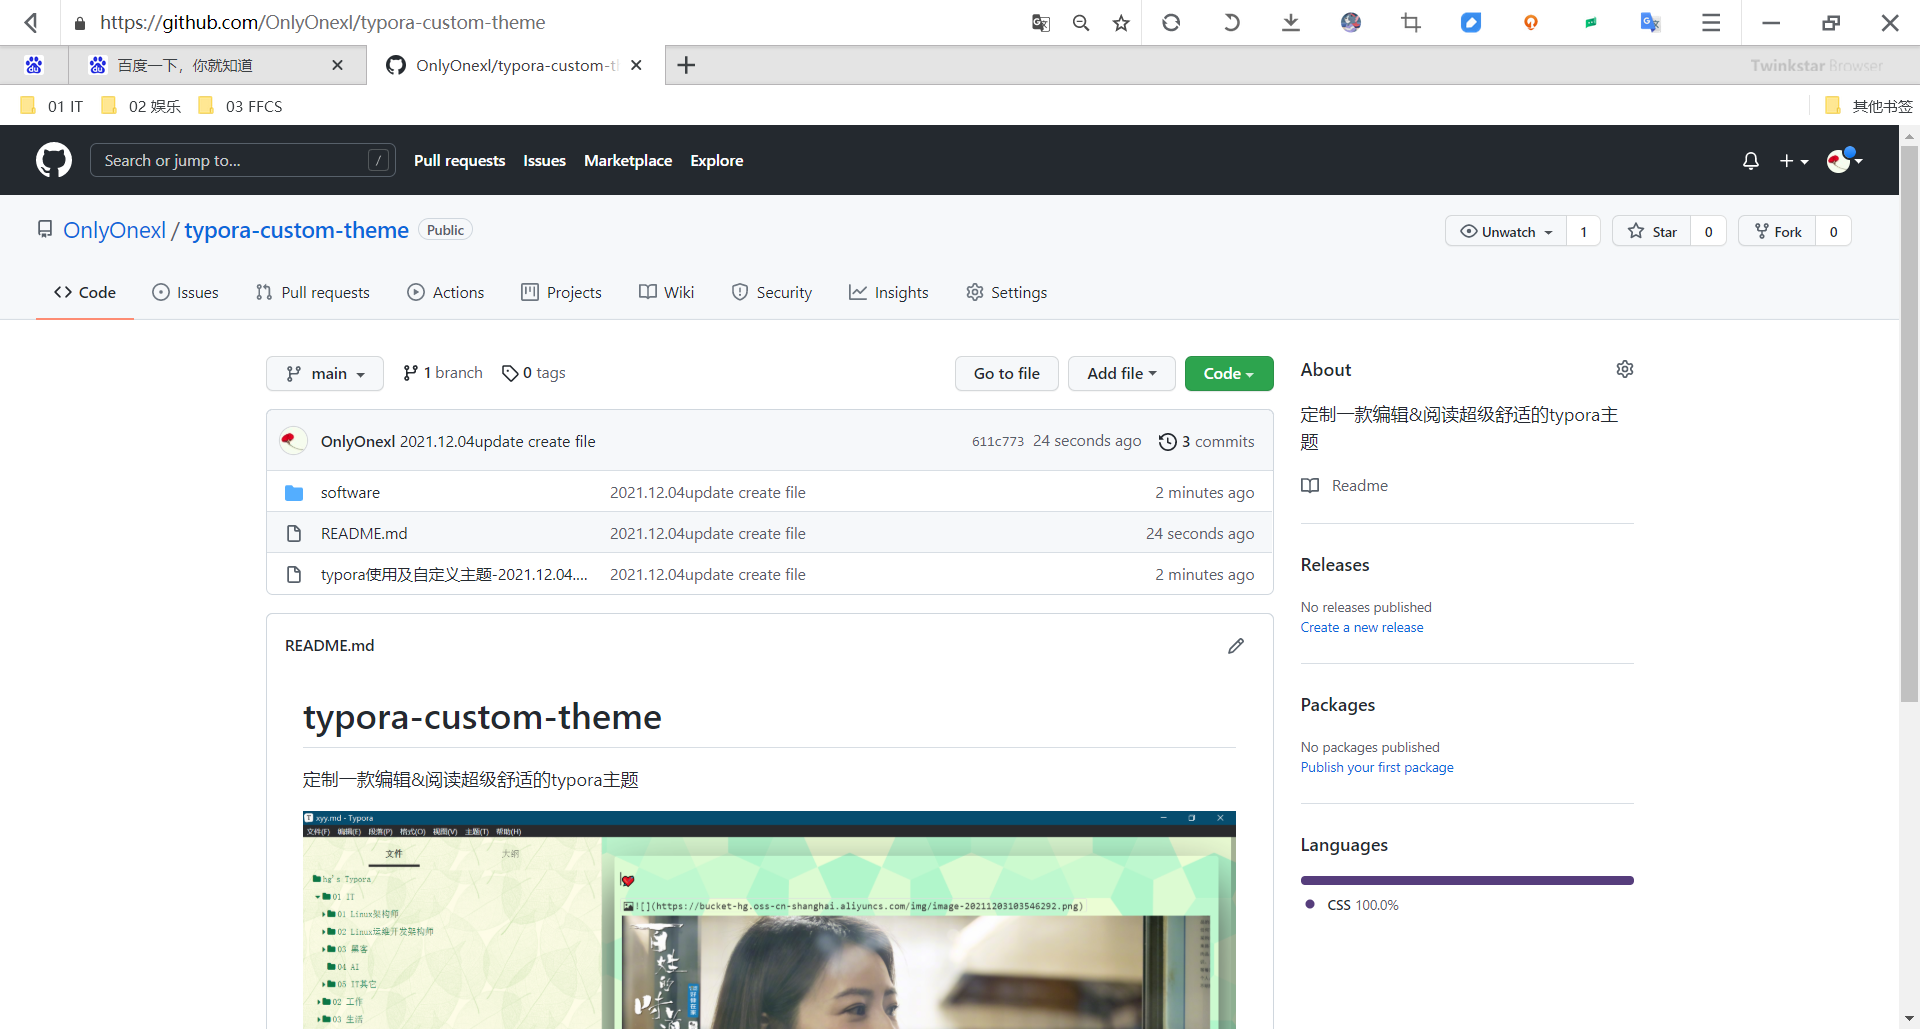 https://github.com/OnlyOnexl/typora-custom-theme
百度一下，你就知道
OnlyOnexl/typora-custom-t
Twinkstar Browser
01 IT
02 娱乐
03 FFCS
其他书签
Search or jump to...
/
Pull requests
Issues
Marketplace
Explore
OnlyOnexl / typora-custom-theme
Public
Unwatch
1
Star
0
Fork
0
Code
Issues
Pull requests
Actions
Projects
Wiki
Security
Insights
Settings
main
1 branch
0 tags
Go to file
Add file
Code
OnlyOnexl 2021.12.04update create file
611c773 24 seconds ago
3 commits
software
2021.12.04update create file
2 minutes ago
README.md
2021.12.04update create file
24 seconds ago
typora使用及自定义主题-2021.12.04....
2021.12.04update create file
2 minutes ago
README.md
typora-custom-theme
定制一款编辑&阅读超级舒适的typora主题
xyy.md - Typora
文件(F) 编辑(E) 段落(P) 格式(O) 视图(V) 主题(T) 帮助(H)
文件
大纲
hg's Typora
01 IT
01 Linux架构师
02 Linux运维开发架构师
03 黑客
04 AI
05 IT其它
02 工作
03 生活
![](https://bucket-hg.oss-cn-shanghai.aliyuncs.com/img/image-20211203103546292.png)
百姓的味道
About
定制一款编辑&阅读超级舒适的typora主
题
Readme
Releases
No releases published
Create a new release
Packages
No packages published
Publish your first package
Languages
CSS 100.0%